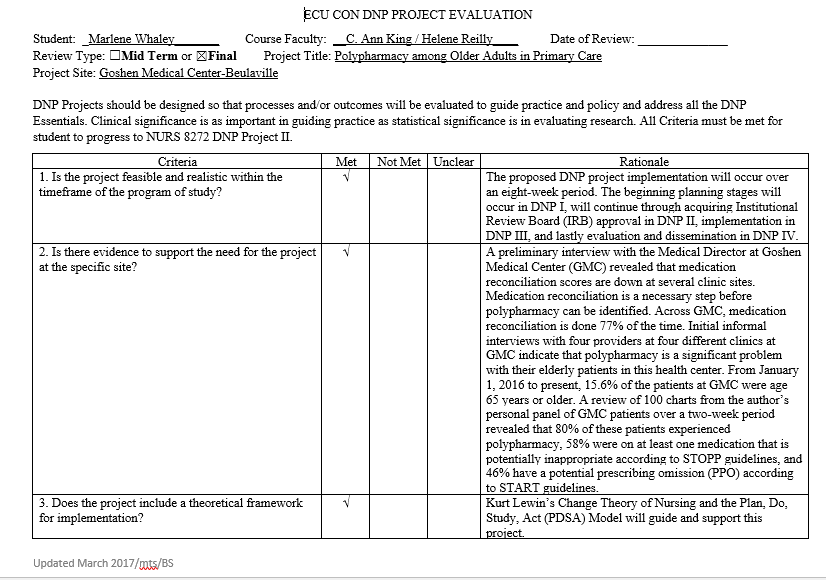 ECU CON DNP PROJECT EVALUATION
Student: Marlene Whaley Course Faculty: C. Ann King / Helene Reilly Date of Review: ______________
Review Type: ☐Mid Term or ☒Final Project Title: Polypharmacy among Older Adults in Primary Care
Project Site: Goshen Medical Center-Beulaville
DNP Projects should be designed so that processes and/or outcomes will be evaluated to guide practice and policy and address all the DNP
Essentials. Clinical significance is as important in guiding practice as statistical significance is in evaluating research. All Criteria must be met for
student to progress to NURS 8272 DNP Project II.
Criteria Met Not Met Unclear Rationale
1. Is the project feasible and realistic within the
timeframe of the program of study?
√
The proposed DNP project implementation will occur over
an eight-week period. The beginning planning stages will
occur in DNP I, will continue through acquiring Institutional
Review Board (IRB) approval in DNP II, implementation in
DNP III, and lastly evaluation and dissemination in DNP IV.
2. Is there evidence to support the need for the project
at the specific site?
√
A preliminary interview with the Medical Director at Goshen
Medical Center (GMC) revealed that medication
reconciliation scores are down at several clinic sites.
Medication reconciliation is a necessary step before
polypharmacy can be identified. Across GMC, medication
reconciliation is done 77% of the time. Initial informal
interviews with four providers at four different clinics at
GMC indicate that polypharmacy is a significant problem
with their elderly patients in this health center. From January
1, 2016 to present, 15.6% of the patients at GMC were age
65 years or older. A review of 100 charts from the author's
personal panel of GMC patients over a two-week period
revealed that 80% of these patients experienced
polypharmacy, 58% were on at least one medication that is
potentially inappropriate according to STOPP guidelines, and
46% have a potential prescribing omission (PPO) according
to START guidelines.
3. Does the project include a theoretical framework
for implementation?
√
Kurt Lewin's Change Theory of Nursing and the Plan, Do,
Study, Act (PDSA) Model will guide and support this
project.
Updated March 2017/mts/BS